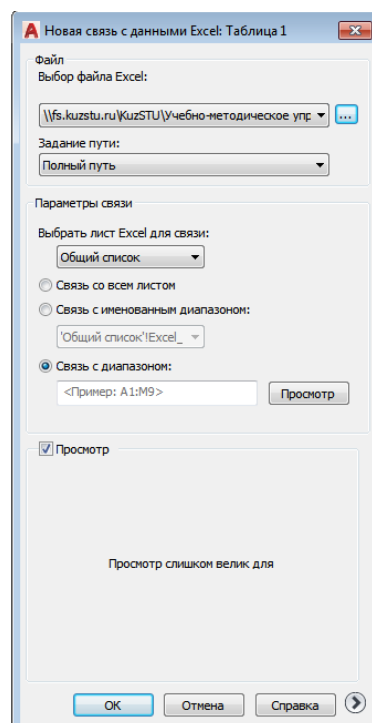 Новая связь с данными Excel: Таблица 1
Файл
Выбор файла Excel:
\\fs.kuzstu.ru\KuzSTU\Учебно-методическое упр
...
Задание пути:
Полный путь
Параметры связи
Выбрать лист Excel для связи:
Общий список
Связь со всем листом
Связь с именованным диапазоном:
'Общий список'!Excel_
Связь с диапазоном:
<Пример: A1:M9>
Просмотр
Просмотр
Просмотр слишком велик для
ОК
Отмена
Справка